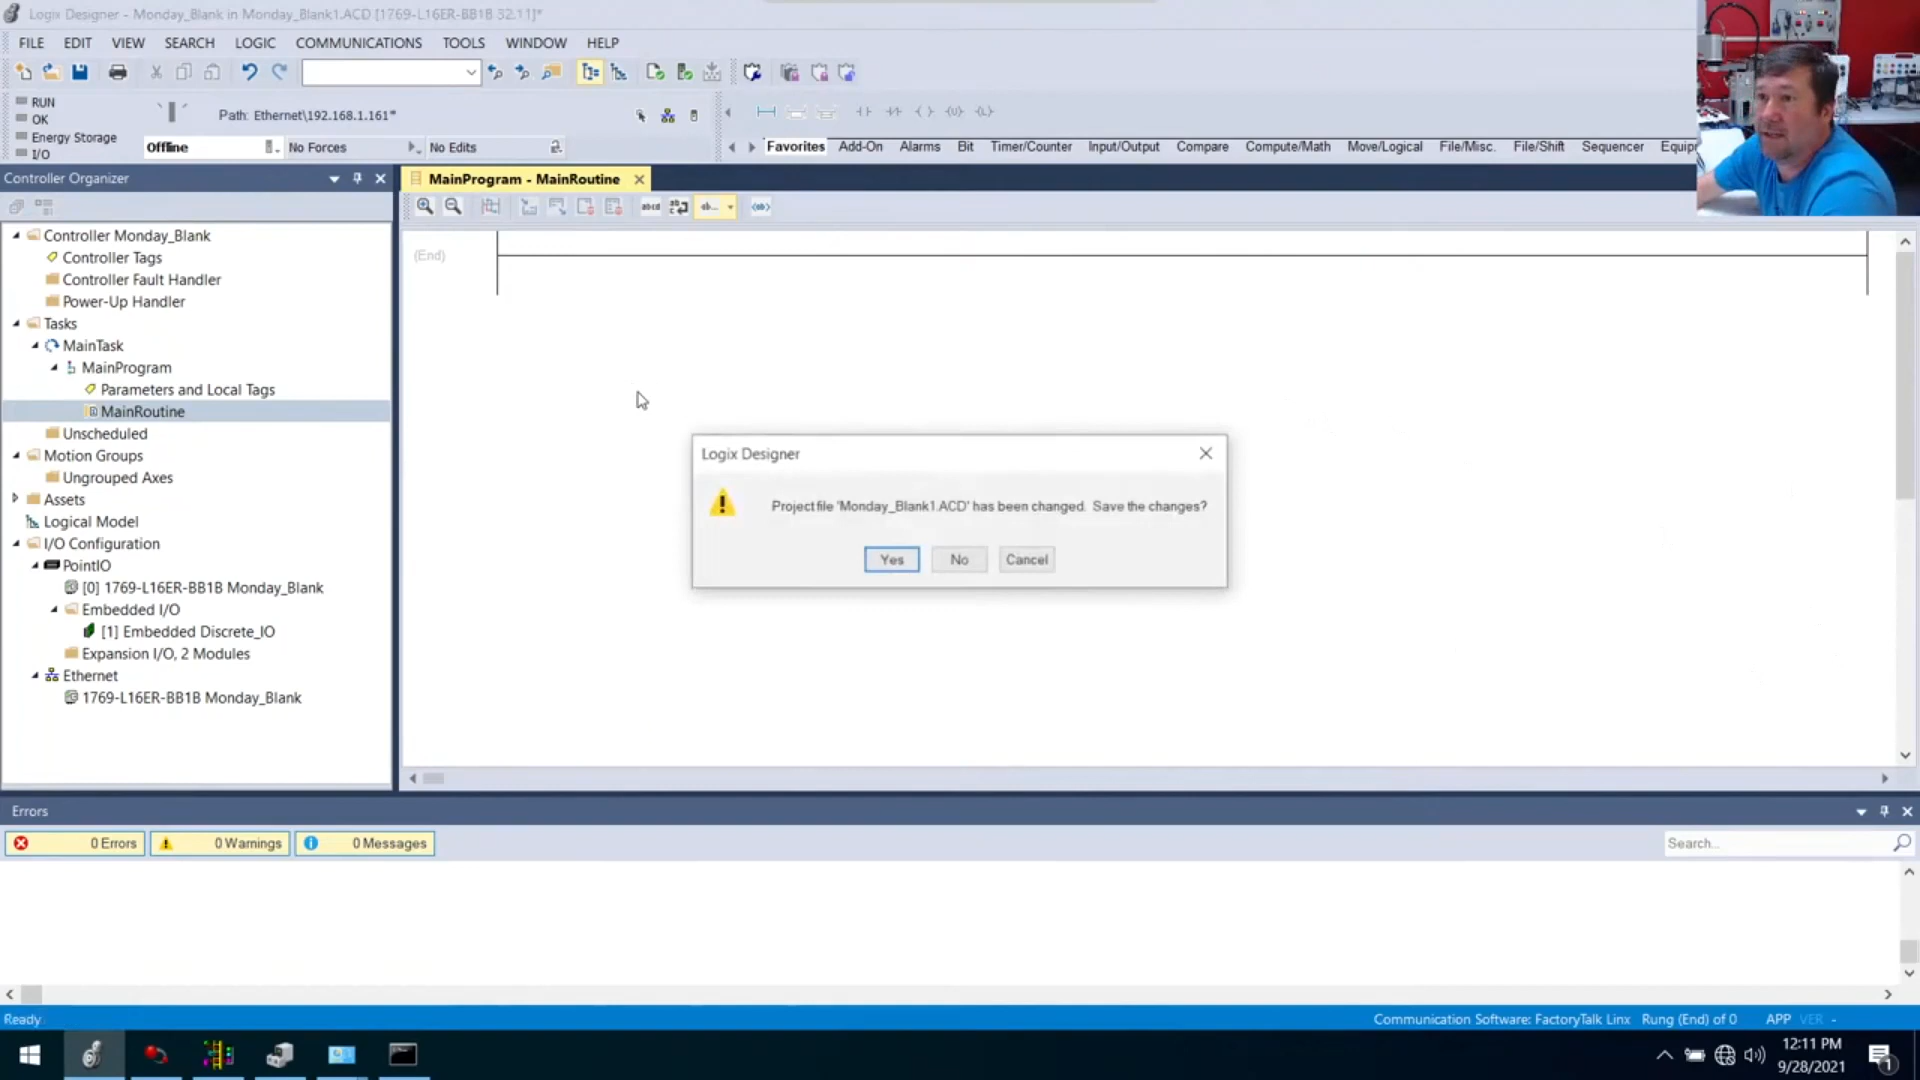 Logix Designer - Monday_Blank in Monday_Blank1.ACD [1769-L16ER-BB1B 32.11]*
FILE EDIT VIEW SEARCH LOGIC COMMUNICATIONS TOOLS WINDOW HELP
RUN
OK
Energy Storage
I/O
Path: Ethernet\192.168.1.161*
Offline No Forces No Edits
Favorites Add-On Alarms Bit Timer/Counter Input/Output Compare Compute/Math Move/Logical File/Misc. File/Shift Sequencer Equip
Controller Organizer
MainProgram - MainRoutine
Controller Monday_Blank
Controller Tags
Controller Fault Handler
Power-Up Handler
Tasks
MainTask
MainProgram
Parameters and Local Tags
MainRoutine
Unscheduled
Motion Groups
Ungrouped Axes
Assets
Logical Model
I/O Configuration
PointIO
[0] 1769-L16ER-BB1B Monday_Blank
Embedded I/O
[1] Embedded Discrete_IO
Expansion I/O, 2 Modules
Ethernet
1769-L16ER-BB1B Monday_Blank
(End)
Logix Designer
Project file 'Monday_Blank1.ACD' has been changed. Save the changes?
Yes No Cancel
Errors
0 Errors 0 Warnings 0 Messages
Search...
Ready
Communication Software: FactoryTalk Linx Rung (End) of 0 APP VER
12:11 PM
9/28/2021
1